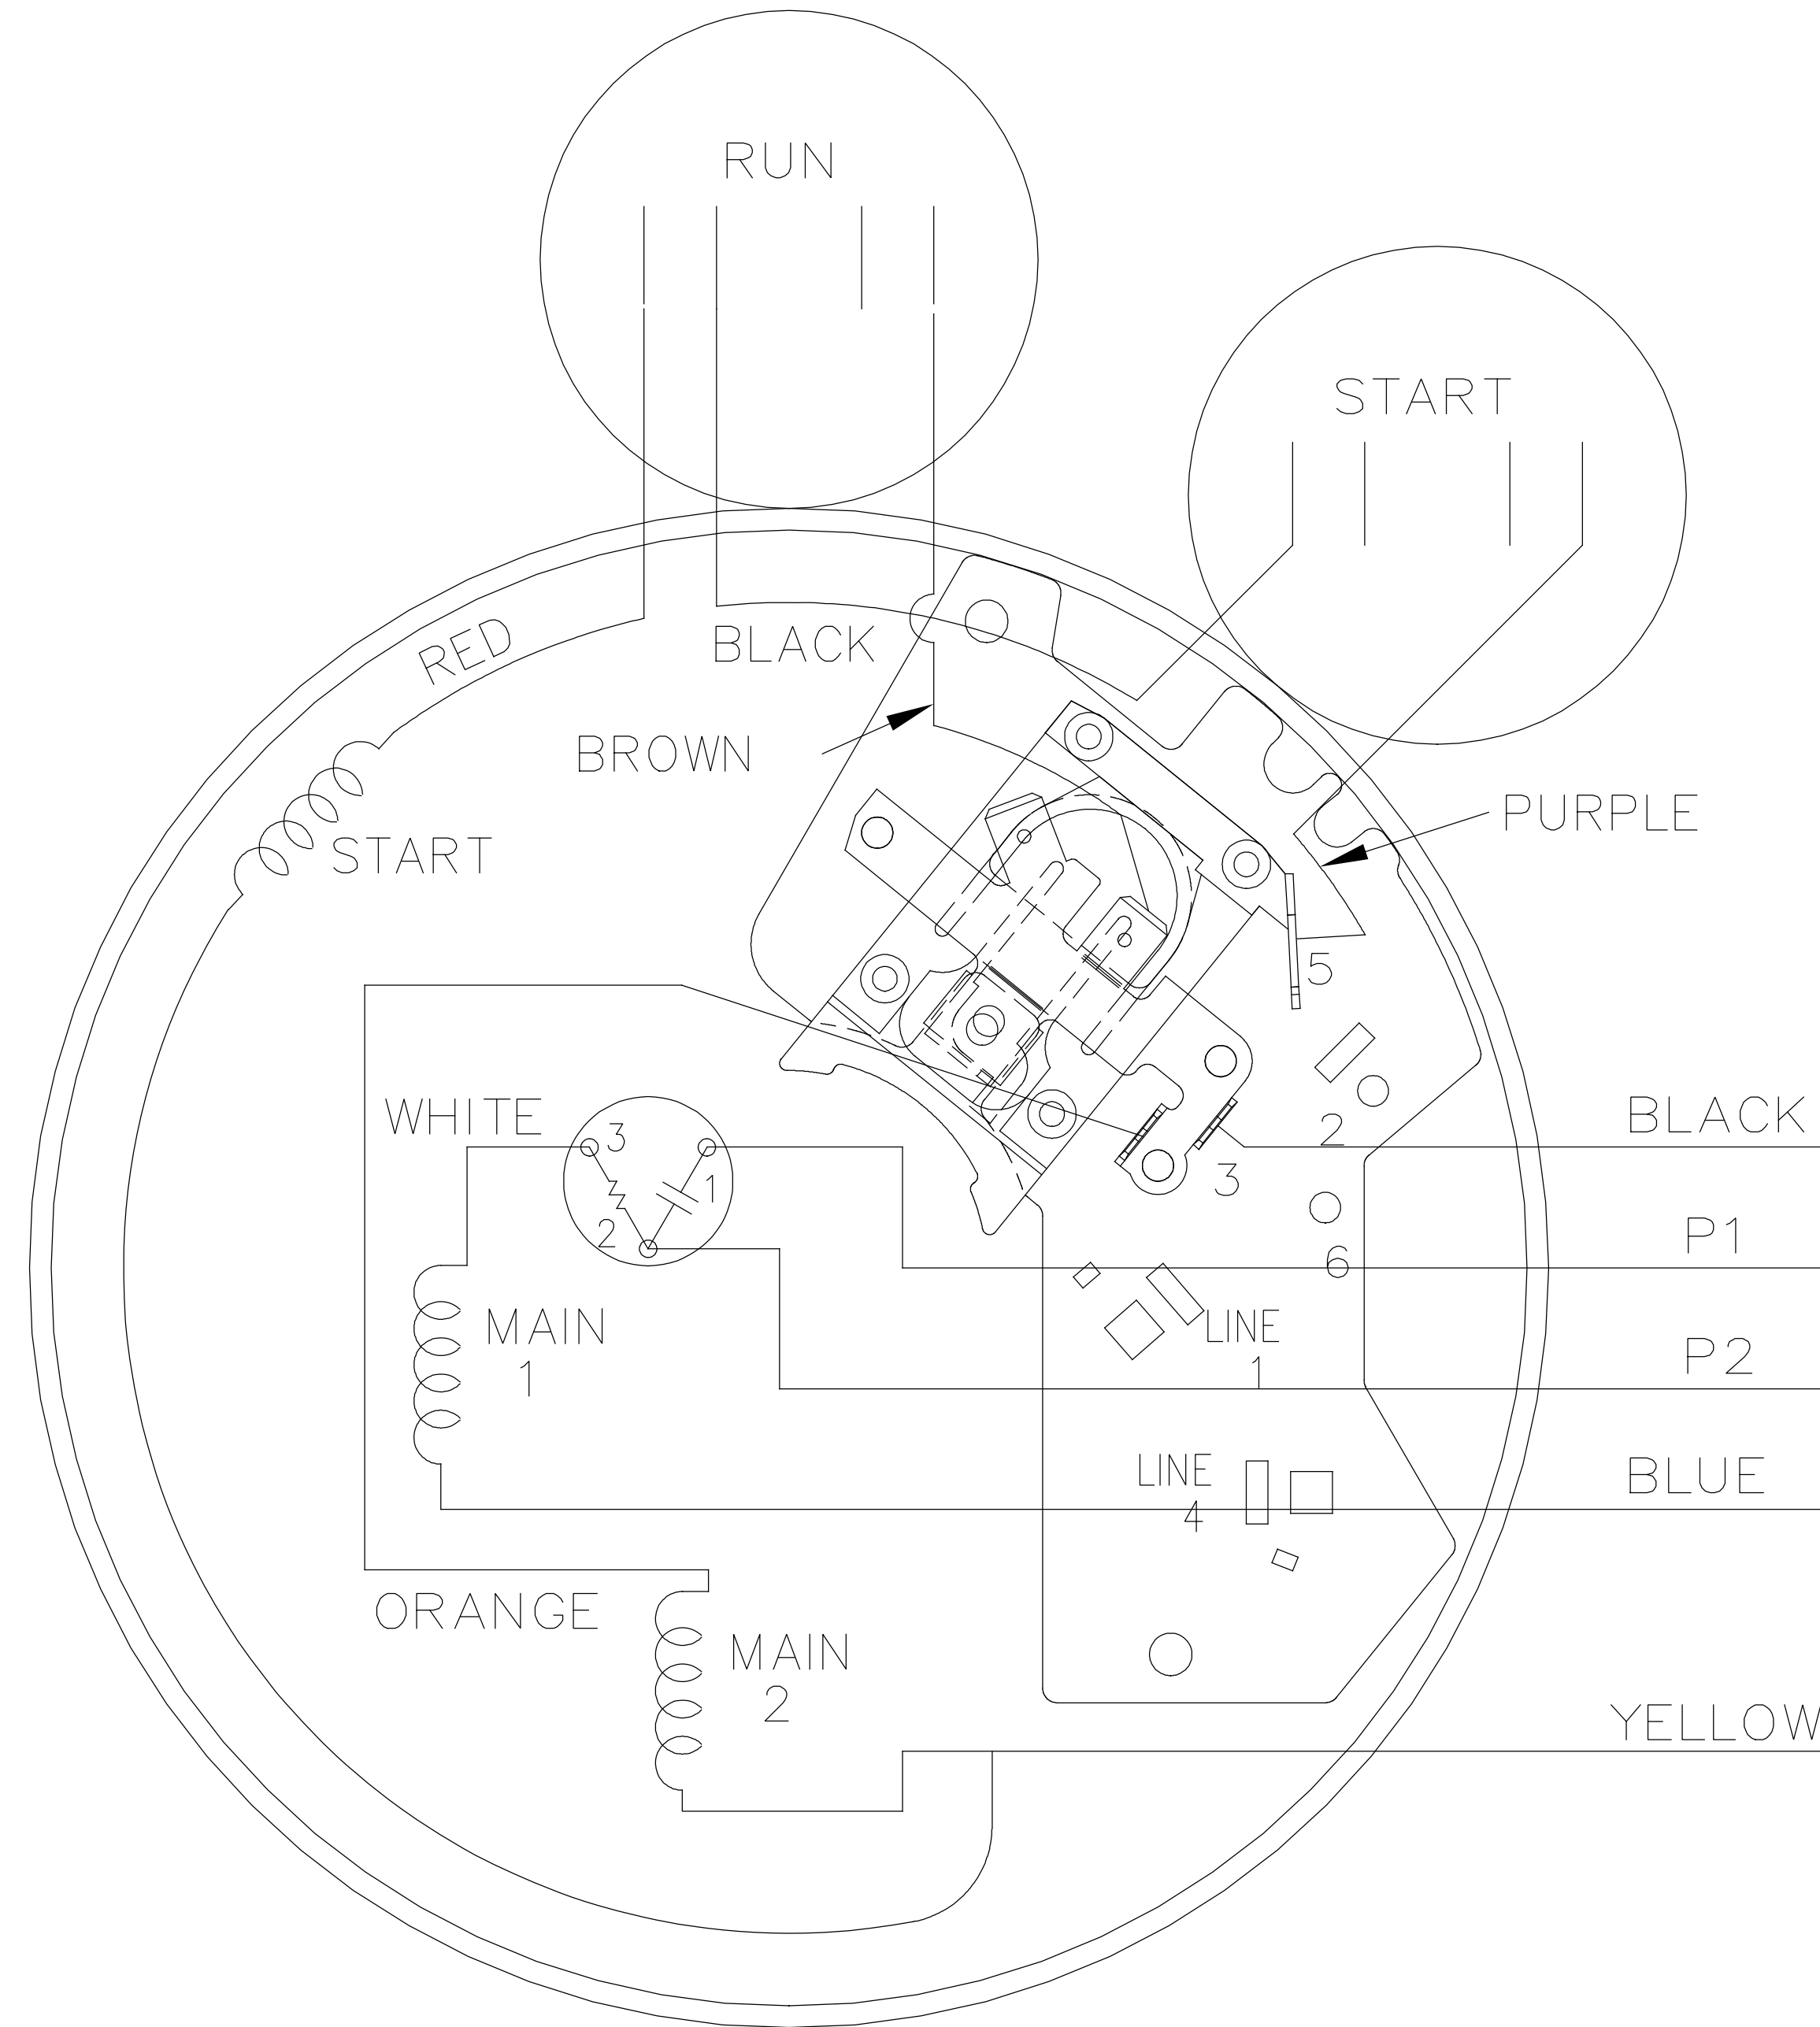 RUN
START
RED
BLACK
BROWN
PURPLE
START
5
2
WHITE
3
1
2
BLACK
3
P1
6
MAIN
1
LINE
1
P2
LINE
4
BLUE
ORANGE
MAIN
2
YELLOW